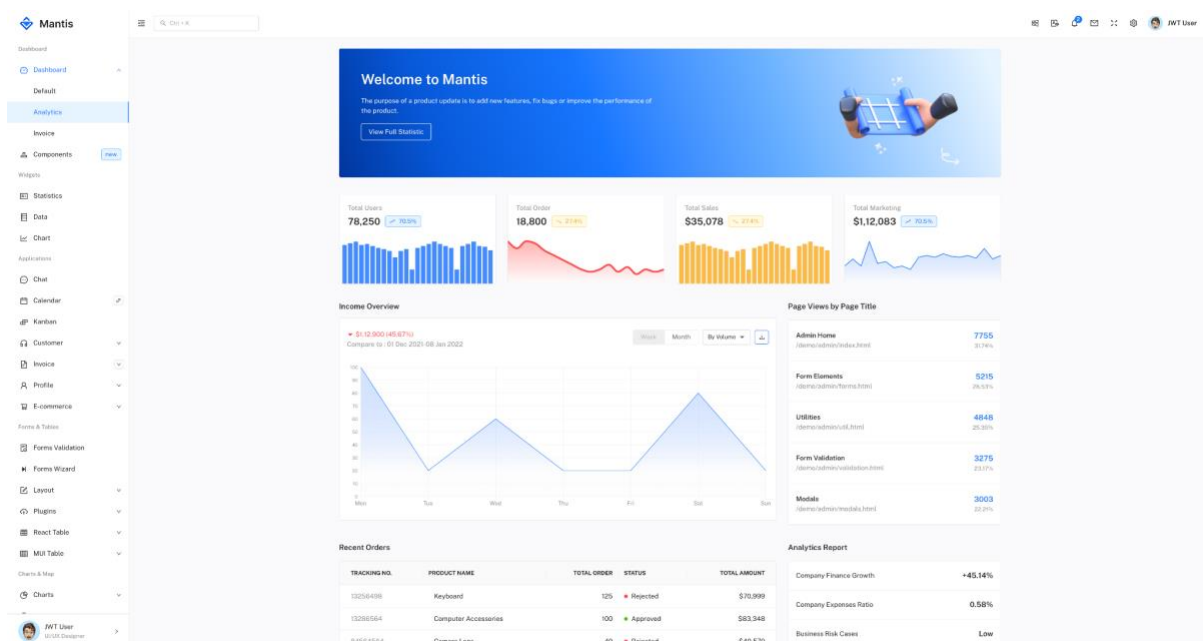 Mantis
Ctrl + K
2
JWT User
Dashboard
Dashboard
Default
Analytics
Invoice
Components
new
Widgets
Statistics
Data
Chart
Applications
Chat
Calendar
Kanban
Customer
Invoice
Profile
E-commerce
Forms & Tables
Forms Validation
Forms Wizard
Layout
Plugins
React Table
MUI Table
Charts & Map
Charts
JWT User
UI/UX Designer
Welcome to Mantis
The purpose of a product update is to add new features, fix bugs or improve the performance of
the product.
View Full Statistic
Total Users
78,250 70.5%
Total Order
18,800 27.4%
Total Sales
$35,078 27.4%
Total Marketing
$1,12,083 70.5%
Income Overview
$1,12,900 (45.67%)
Compare to : 01 Dec 2021-08 Jan 2022
Week
Month
By Volume
100
90
80
70
60
50
40
30
20
10
0
Mon Tue Wed Thu Fri Sat Sun
Page Views by Page Title
Admin Home 7755
/demo/admin/index.html 31.74%
Form Elements 5215
/demo/admin/forms.html 28.53%
Utilities 4848
/demo/admin/util.html 25.35%
Form Validation 3275
/demo/admin/validation.html 23.17%
Modals 3003
/demo/admin/modals.html 22.21%
Recent Orders
TRACKING NO. PRODUCT NAME TOTAL ORDER STATUS TOTAL AMOUNT
13256498 Keyboard 125 Rejected $70,999
13286564 Computer Accessories 100 Approved $83,348
Camera Lens 40 Rejected $40,570
Analytics Report
Company Finance Growth +45.14%
Company Expenses Ratio 0.58%
Business Risk Cases Low